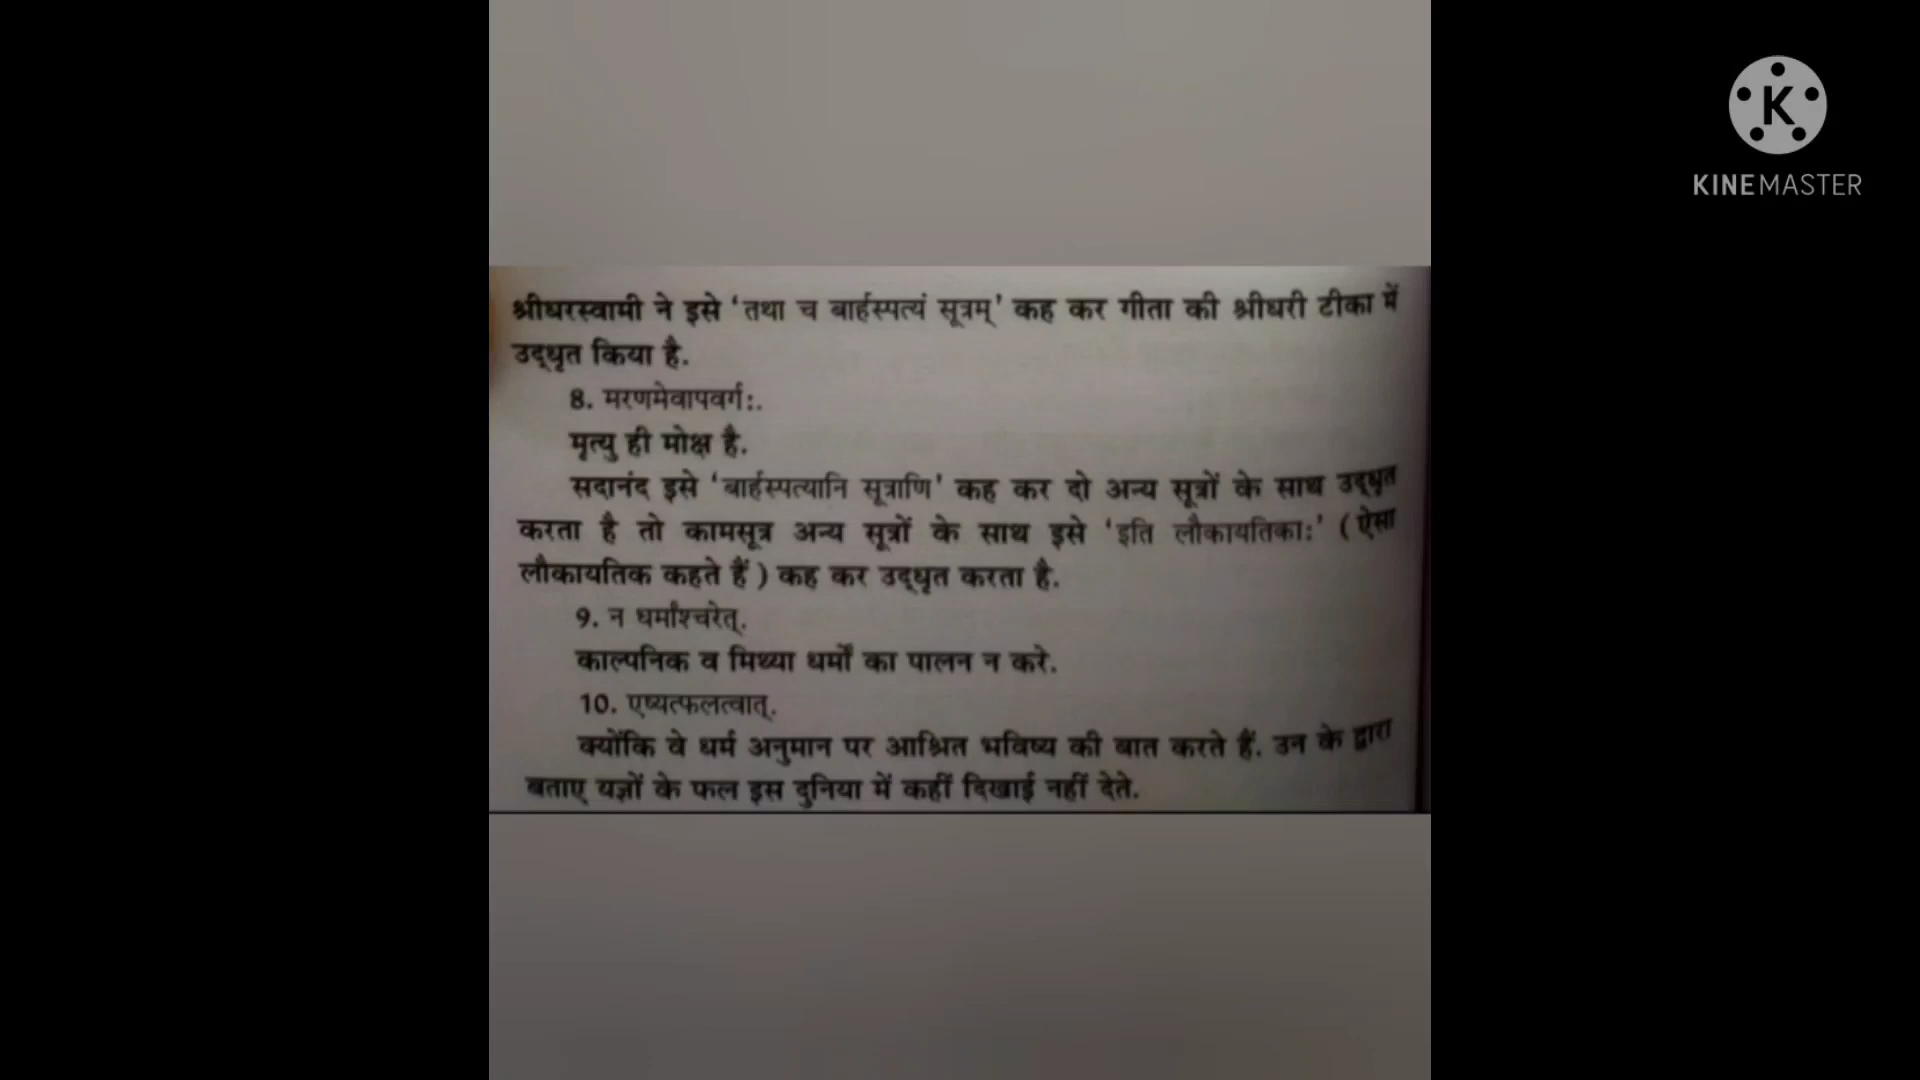 श्रीधरस्वामी ने इसे ‘तथा च बार्हस्पत्यं सूत्रम्’ कह कर गीता की श्रीधरी टीका में
उद्धृत किया है.
8. मरणमेवापवर्ग:.
मृत्यु ही मोक्ष है.
सदानंद इसे ‘बार्हस्पत्यानि सूत्राणि’ कह कर दो अन्य सूत्रों के साथ उद्धृत
करता है तो कामसूत्र अन्य सूत्रों के साथ इसे ‘इति लौकायतिका:’ (ऐसा
लौकायतिक कहते हैं) कह कर उद्धृत करता है.
9. न धर्मांश्चरेत्.
काल्पनिक व मिथ्या धर्मों का पालन न करे.
10. एष्यत्फलत्वात्.
क्योंकि वे धर्म अनुमान पर आश्रित भविष्य की बात करते हैं. उन के द्वारा
बताए यज्ञों के फल इस दुनिया में कहीं दिखाई नहीं देते.
K
KINEMASTER